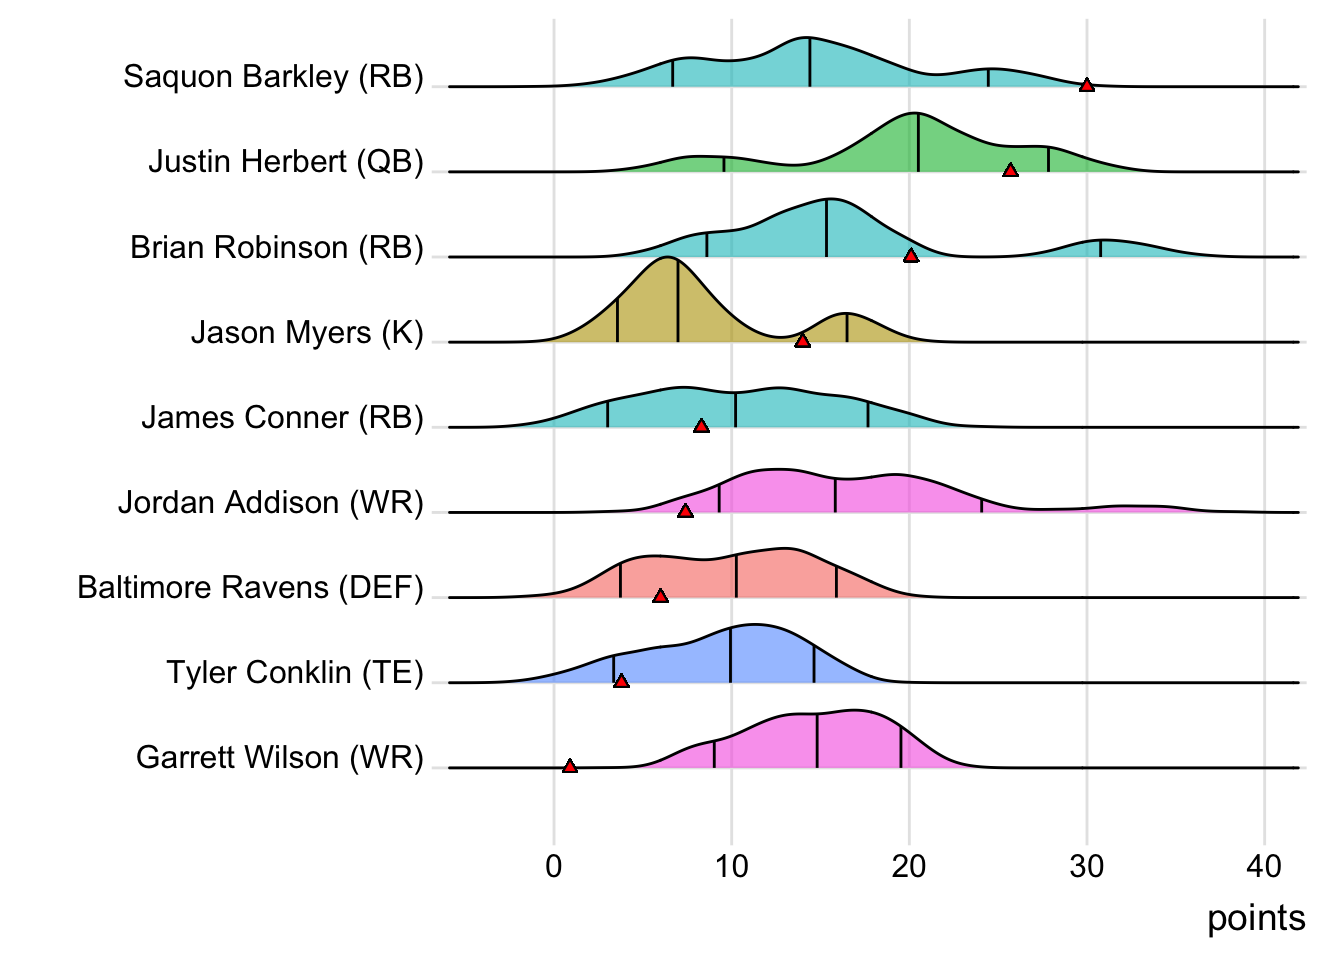 Saquon Barkley (RB)
Justin Herbert (QB)
Brian Robinson (RB)
Jason Myers (K)
James Conner (RB)
Jordan Addison (WR)
Baltimore Ravens (DEF)
Tyler Conklin (TE)
Garrett Wilson (WR)
0 10 20 30 40
points